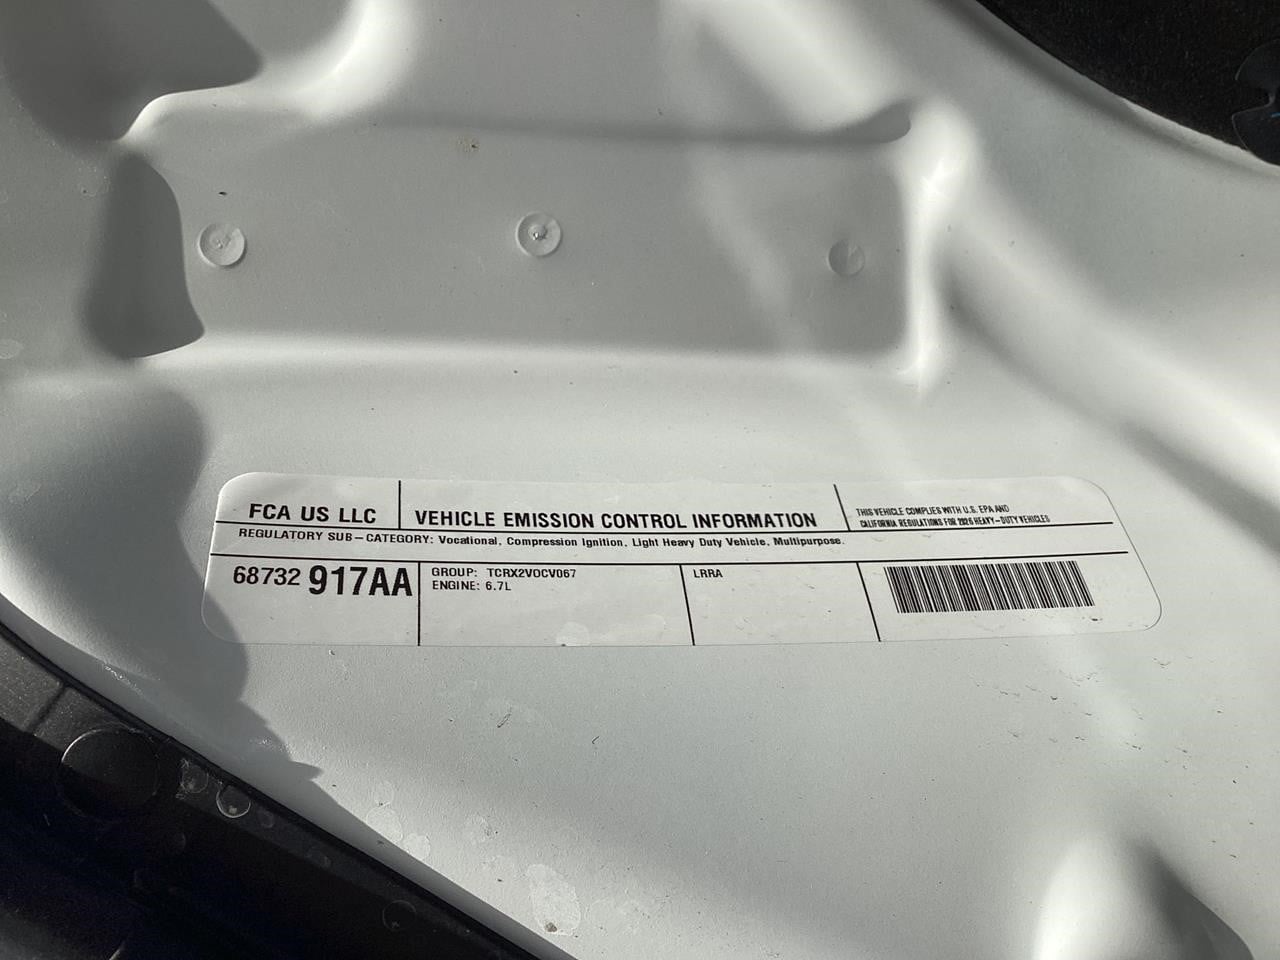 FCA US LLC
VEHICLE EMISSION CONTROL INFORMATION
THIS VEHICLE COMPLIES WITH U.S. EPA AND
CALIFORNIA REGULATIONS FOR 2026 HEAVY-DUTY VEHICLES
REGULATORY SUB-CATEGORY: Vocational, Compression Ignition, Light Heavy Duty Vehicle, Multipurpose.
68732 917AA
GROUP: TCRX2VOCV067
ENGINE: 6.7L
LRRA